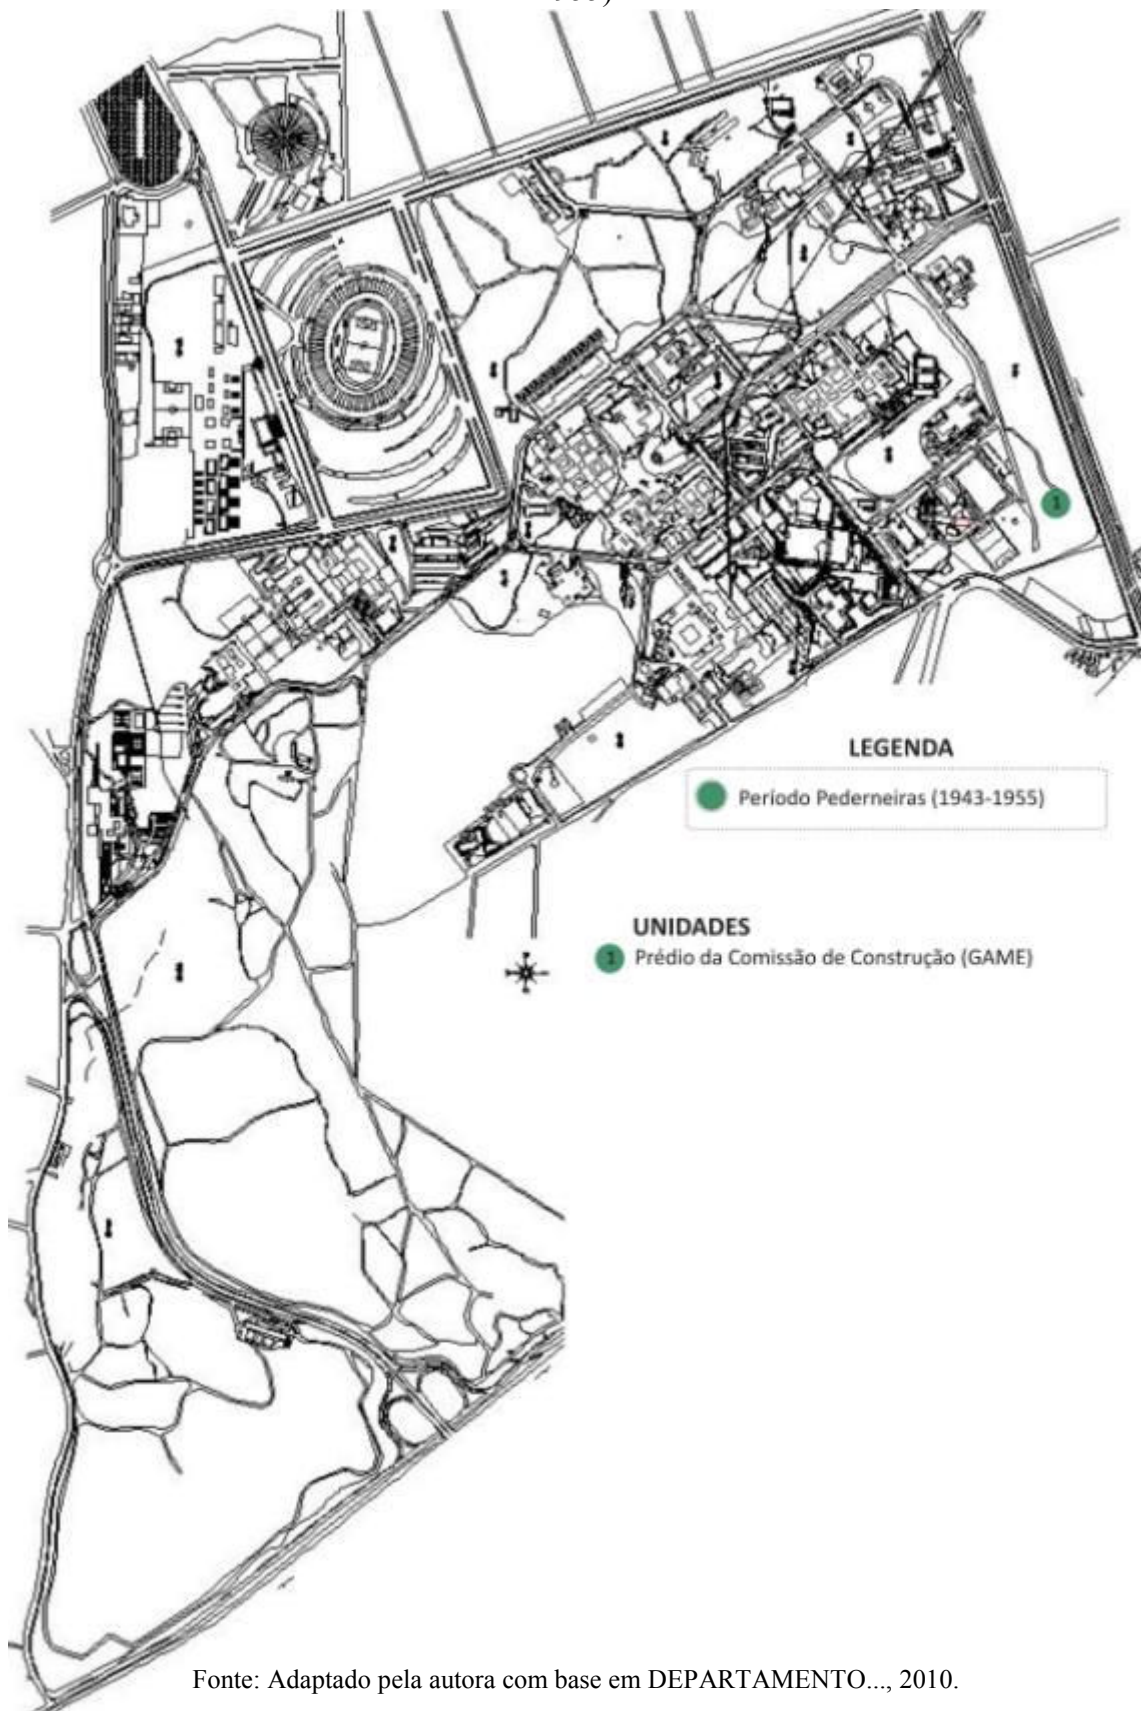 1
LEGENDA
Período Pederneiras (1943-1955)
UNIDADES
1 Prédio da Comissão de Construção (GAME)
Fonte: Adaptado pela autora com base em DEPARTAMENTO..., 2010.